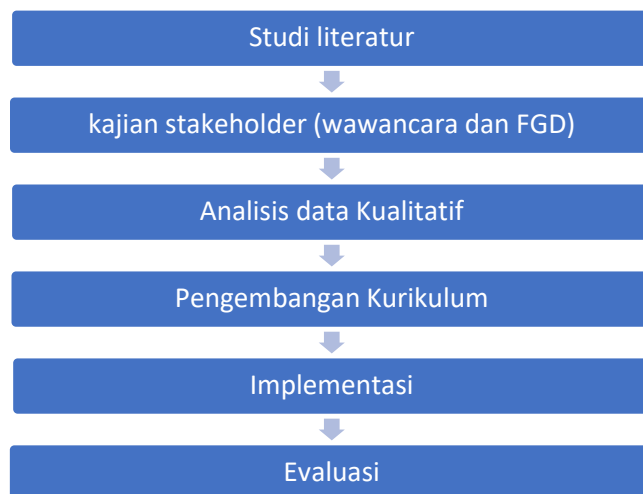 Studi literatur
kajian stakeholder (wawancara dan FGD)
Analisis data Kualitatif
Pengembangan Kurikulum
Implementasi
Evaluasi